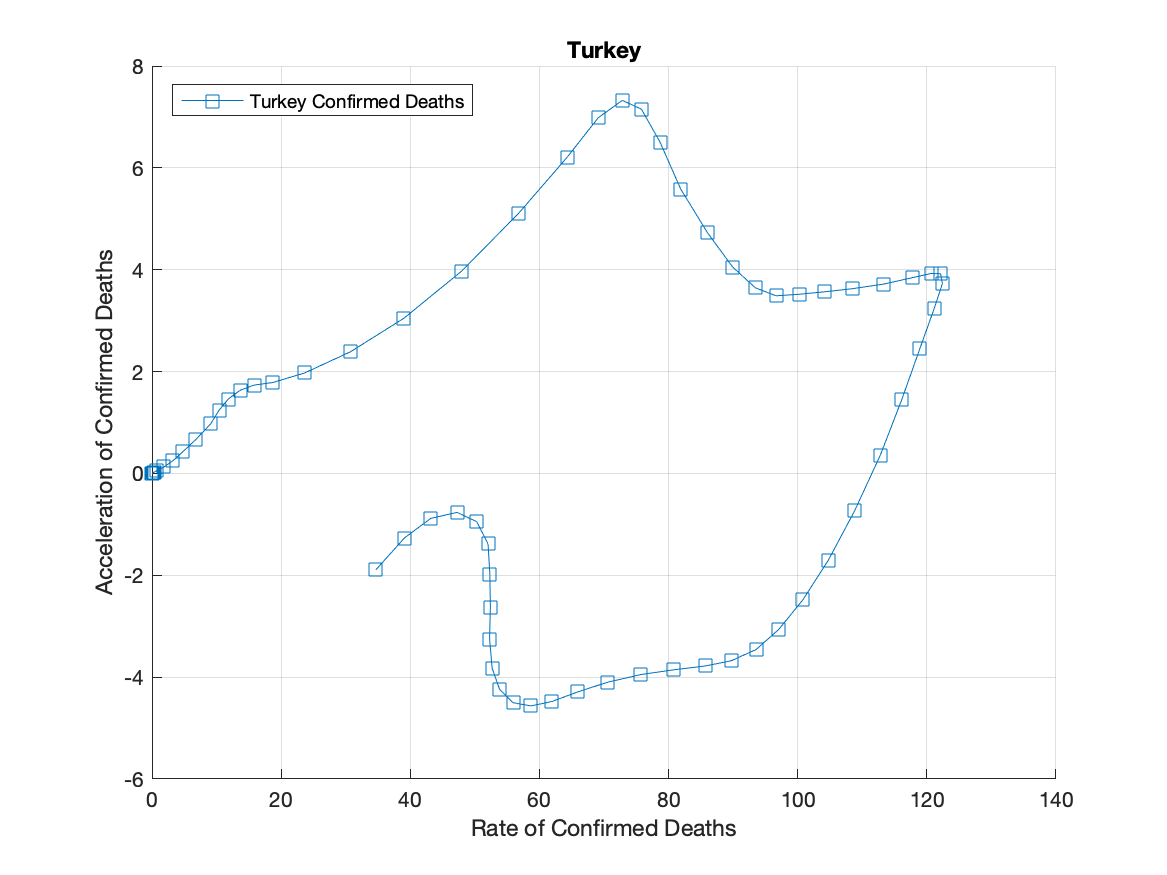 Turkey
Turkey Confirmed Deaths
8
6
4
2
0
-2
-4
-6
Acceleration of Confirmed Deaths
0 20 40 60 80 100 120 140
Rate of Confirmed Deaths